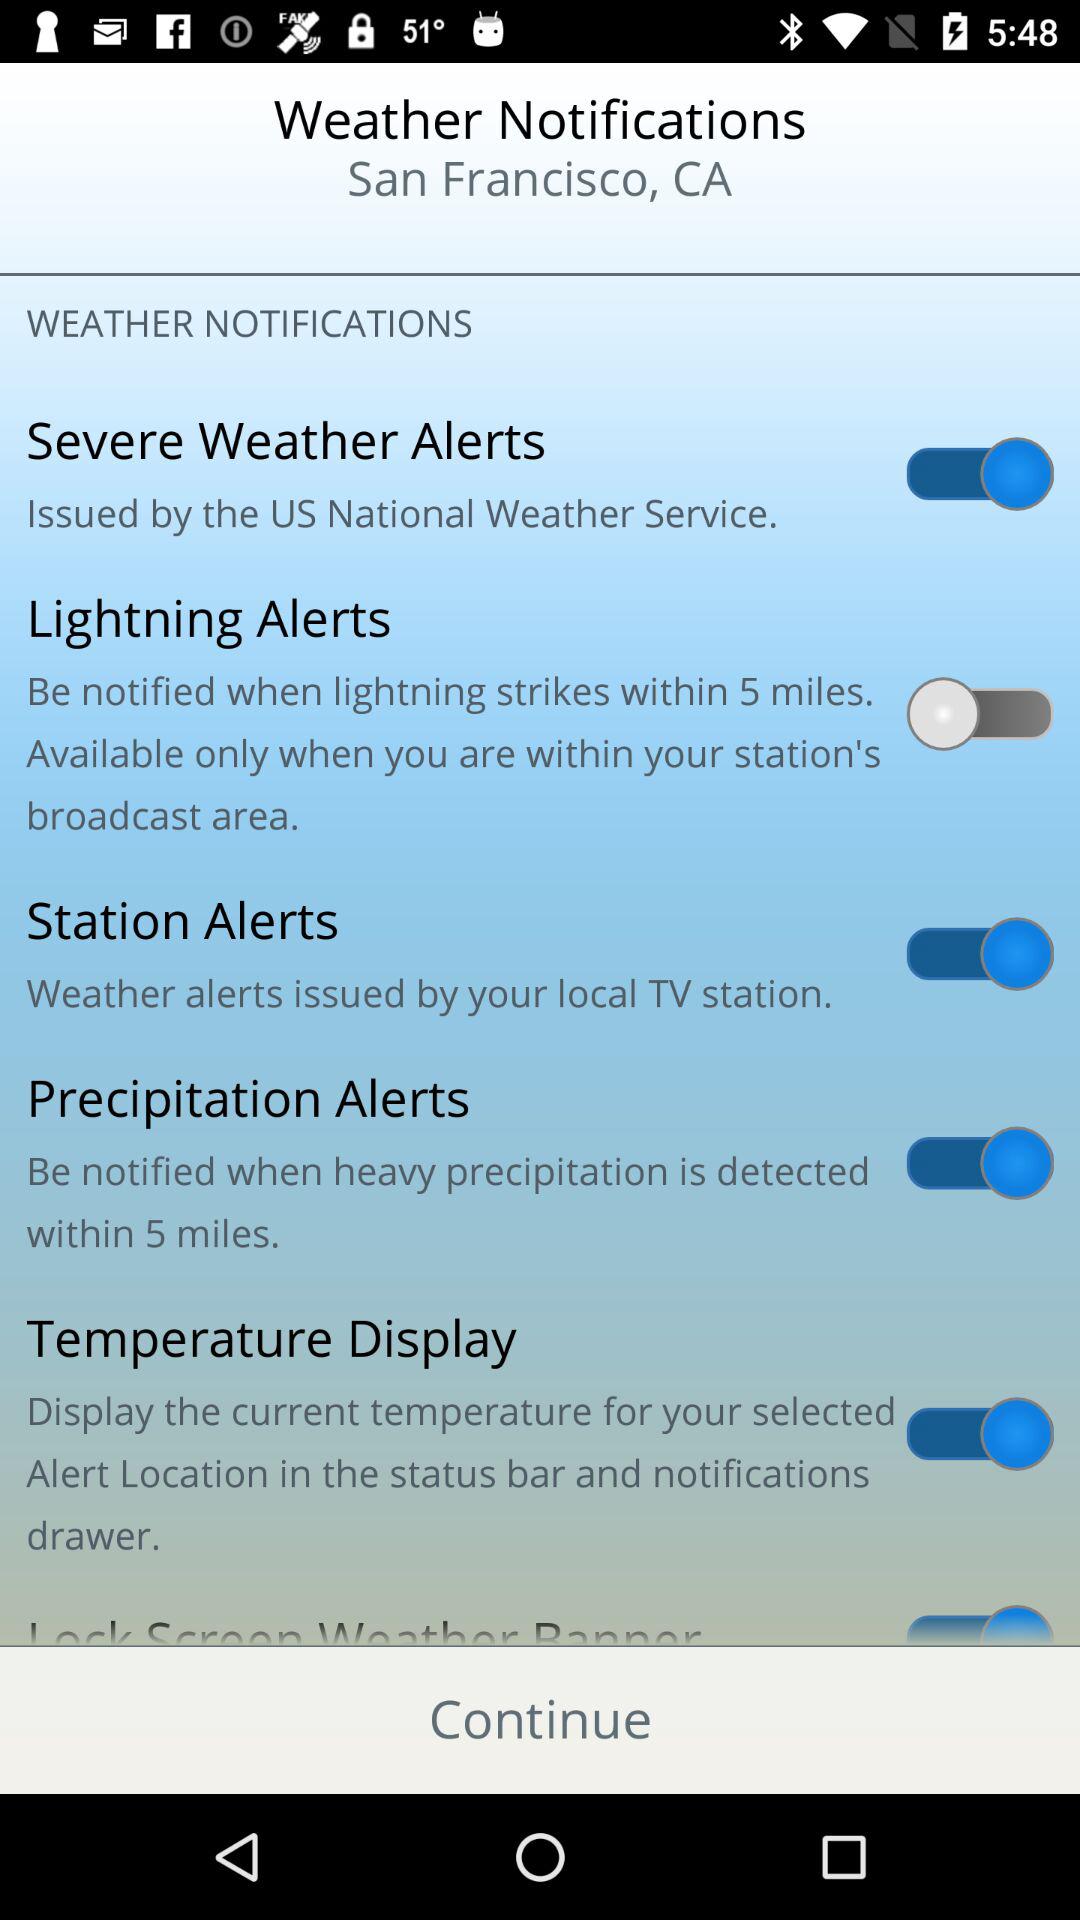 FAKE 51° 5:48
Weather Notifications
San Francisco, CA
WEATHER NOTIFICATIONS
Severe Weather Alerts
Issued by the US National Weather Service.
Lightning Alerts
Be notified when lightning strikes within 5 miles.
Available only when you are within your station's
broadcast area.
Station Alerts
Weather alerts issued by your local TV station.
Precipitation Alerts
Be notified when heavy precipitation is detected
within 5 miles.
Temperature Display
Display the current temperature for your selected
Alert Location in the status bar and notifications
drawer.
Lock Screen Weather Banner
Continue